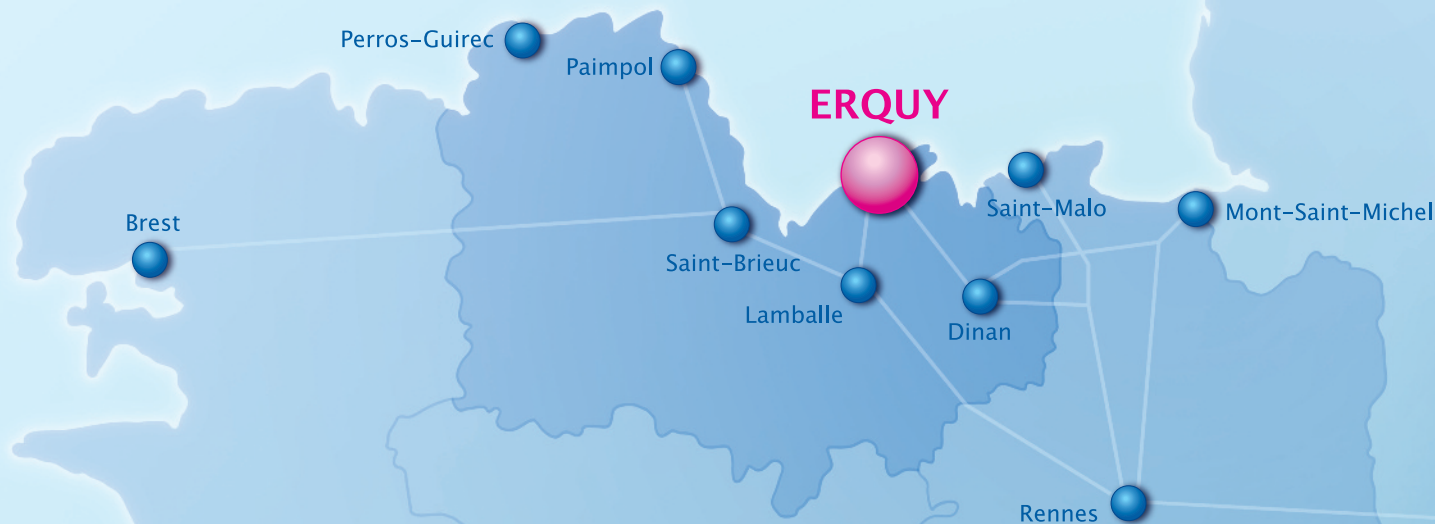 Perros-Guirec
Paimpol
ERQUY
Brest
Saint-Malo
Mont-Saint-Michel
Saint-Brieuc
Lamballe
Dinan
Rennes